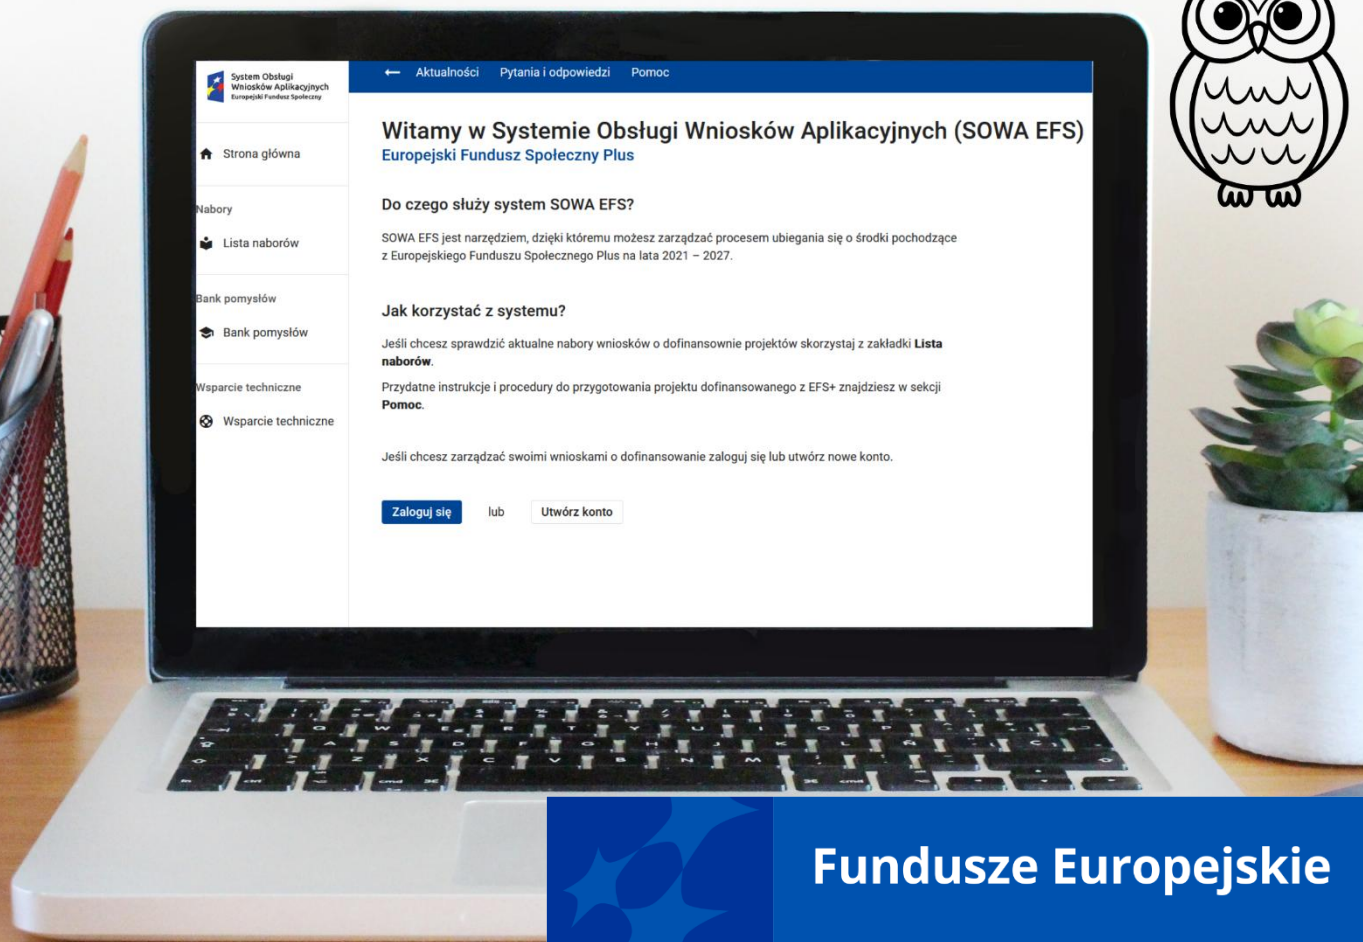 System Obsługi
Wniosków Aplikacyjnych
Europejski Fundusz Społeczny
← Aktualności Pytania i odpowiedzi Pomoc
Strona główna
Nabory
Lista naborów
Bank pomysłów
Bank pomysłów
Wsparcie techniczne
Wsparcie techniczne
Witamy w Systemie Obsługi Wniosków Aplikacyjnych (SOWA EFS)
Europejski Fundusz Społeczny Plus
Do czego służy system SOWA EFS?
SOWA EFS jest narzędziem, dzięki któremu możesz zarządzać procesem ubiegania się o środki pochodzące
z Europejskiego Funduszu Społecznego Plus na lata 2021 – 2027.
Jak korzystać z systemu?
Jeśli chcesz sprawdzić aktualne nabory wniosków o dofinansownie projektów skorzystaj z zakładki Lista
naborów.
Przydatne instrukcje i procedury do przygotowania projektu dofinansowanego z EFS+ znajdziesz w sekcji
Pomoc.
Jeśli chcesz zarządzać swoimi wnioskami o dofinansowanie zaloguj się lub utwórz nowe konto.
Zaloguj się lub Utwórz konto
Fundusze Europejskie